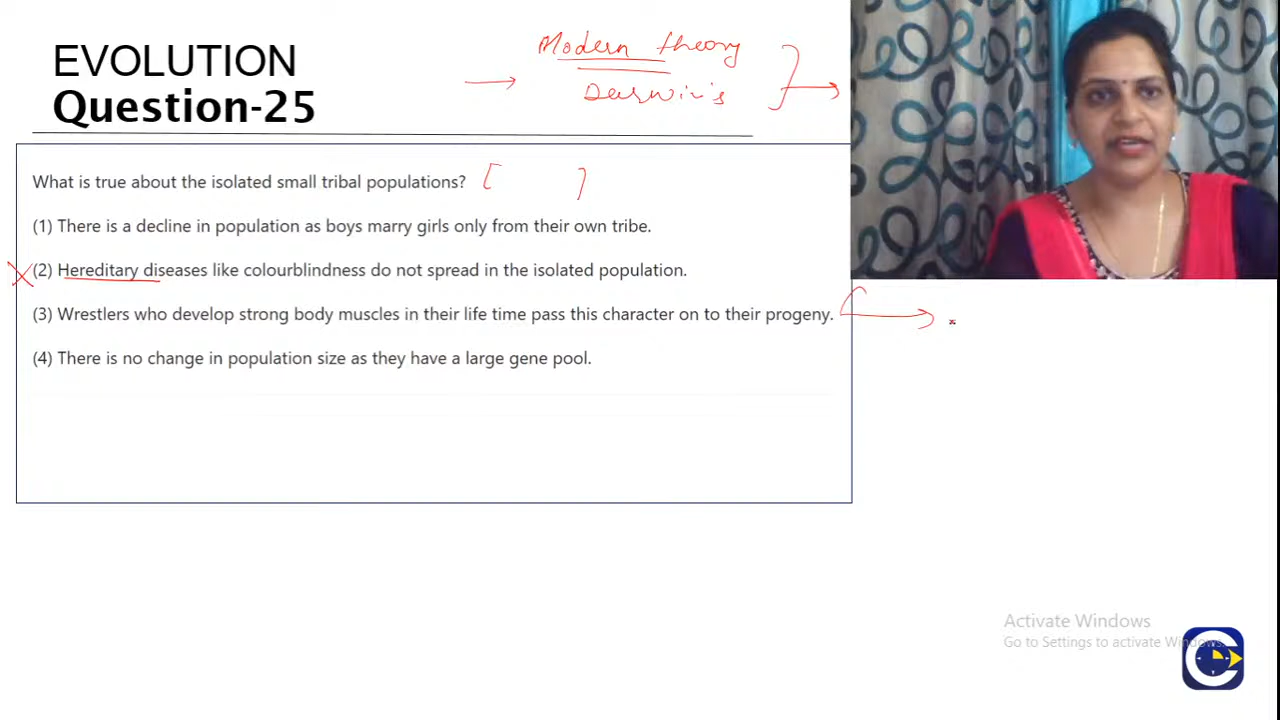 EVOLUTION
Question-25
Modern theory
Darwin's
What is true about the isolated small tribal populations?
(1) There is a decline in population as boys marry girls only from their own tribe.
(2) Hereditary diseases like colourblindness do not spread in the isolated population.
(3) Wrestlers who develop strong body muscles in their life time pass this character on to their progeny.
(4) There is no change in population size as they have a large gene pool.
Activate Windows
Go to Settings to activate Windows.